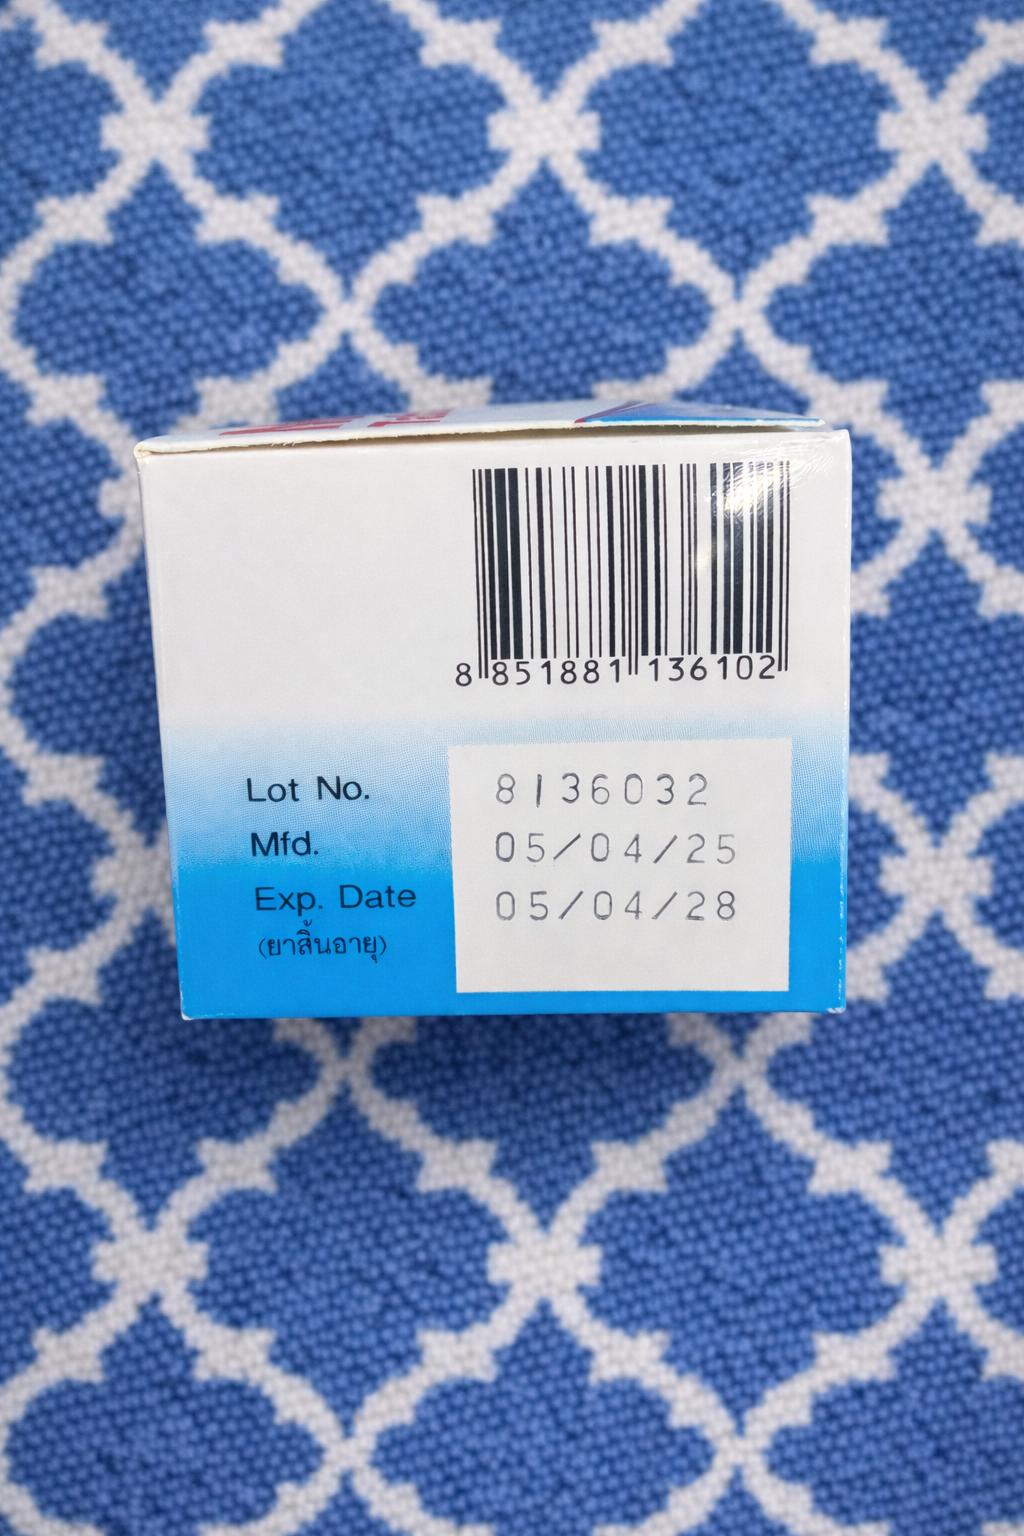 8 851881 136102
Lot No. 8136032
Mfd. 05/04/25
Exp. Date 05/04/28
(ยาสิ้นอายุ)